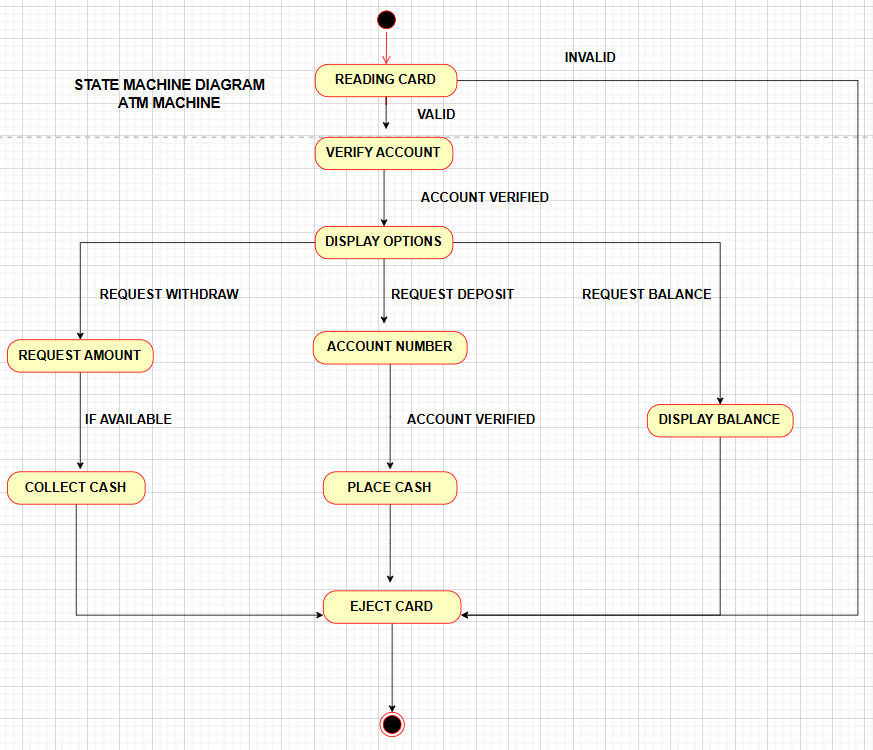 INVALID
READING CARD
STATE MACHINE DIAGRAM
ATM MACHINE
VALID
VERIFY ACCOUNT
ACCOUNT VERIFIED
DISPLAY OPTIONS
REQUEST WITHDRAW
REQUEST DEPOSIT
REQUEST BALANCE
REQUEST AMOUNT
ACCOUNT NUMBER
IF AVAILABLE
ACCOUNT VERIFIED
DISPLAY BALANCE
COLLECT CASH
PLACE CASH
EJECT CARD